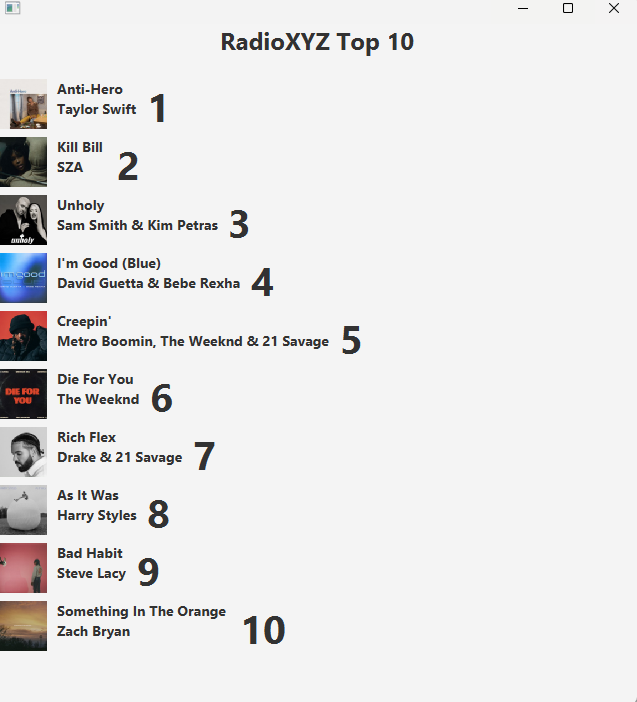 RadioXYZ Top 10
Anti-Hero
Taylor Swift
1
Kill Bill
SZA
2
Unholy
Sam Smith & Kim Petras
3
unholy
I'm Good (Blue)
David Guetta & Bebe Rexha
4
i'm good
Creepin'
Metro Boomin, The Weeknd & 21 Savage
5
Die For You
The Weeknd
6
DIE FOR
YOU
Rich Flex
Drake & 21 Savage
7
As It Was
Harry Styles
8
Bad Habit
Steve Lacy
9
Something In The Orange
Zach Bryan
10